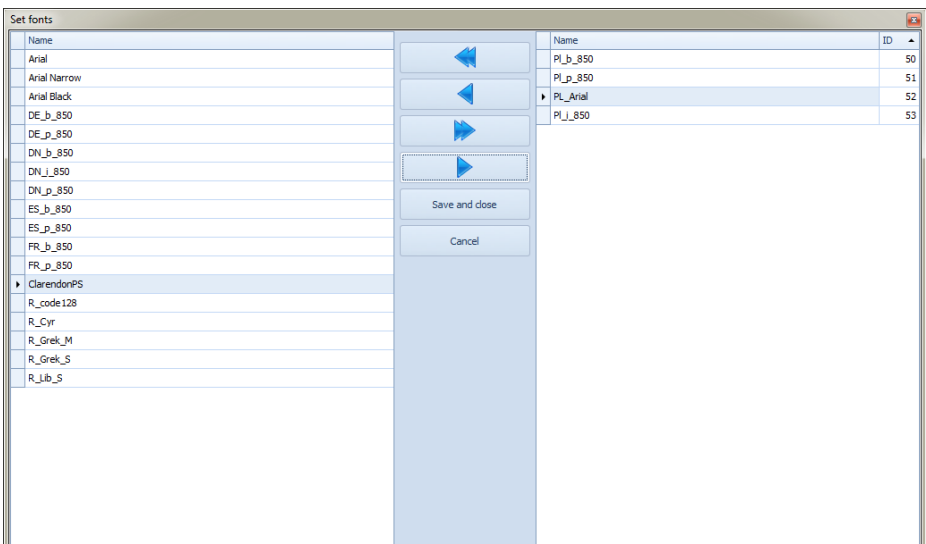 Set fonts
Name
Arial
Arial Narrow
Arial Black
DE_b_850
DE_p_850
DN_b_850
DN_i_850
DN_p_850
ES_b_850
ES_p_850
FR_b_850
FR_p_850
ClarendonPS
R_code128
R_Cyr
R_Grek_M
R_Grek_S
R_Lib_S
Save and close
Cancel
Name ID
Pl_b_850 50
Pl_p_850 51
PL_Arial 52
Pl_i_850 53